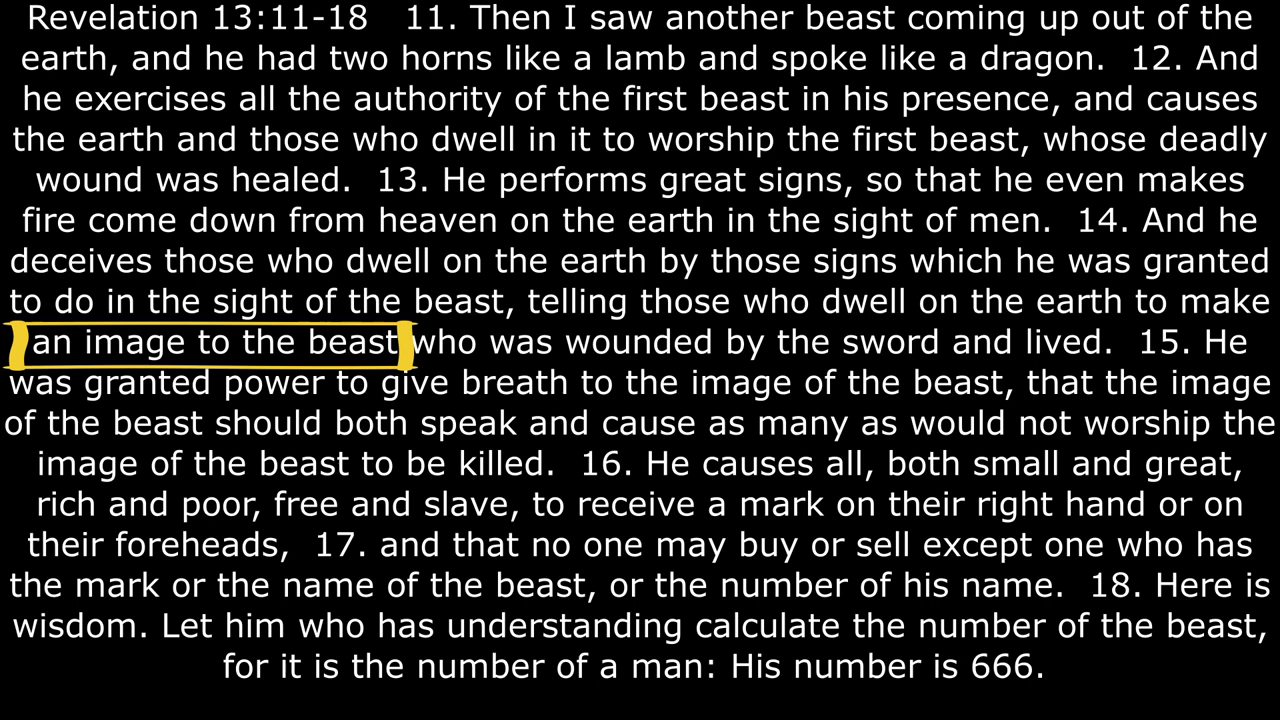 Revelation 13:11-18   11. Then I saw another beast coming up out of the
earth, and he had two horns like a lamb and spoke like a dragon.  12. And
he exercises all the authority of the first beast in his presence, and causes
the earth and those who dwell in it to worship the first beast, whose deadly
wound was healed.  13. He performs great signs, so that he even makes
fire come down from heaven on the earth in the sight of men.  14. And he
deceives those who dwell on the earth by those signs which he was granted
to do in the sight of the beast, telling those who dwell on the earth to make
an image to the beast who was wounded by the sword and lived.  15. He
was granted power to give breath to the image of the beast, that the image
of the beast should both speak and cause as many as would not worship the
image of the beast to be killed.  16. He causes all, both small and great,
rich and poor, free and slave, to receive a mark on their right hand or on
their foreheads,  17. and that no one may buy or sell except one who has
the mark or the name of the beast, or the number of his name.  18. Here is
wisdom. Let him who has understanding calculate the number of the beast,
for it is the number of a man: His number is 666.